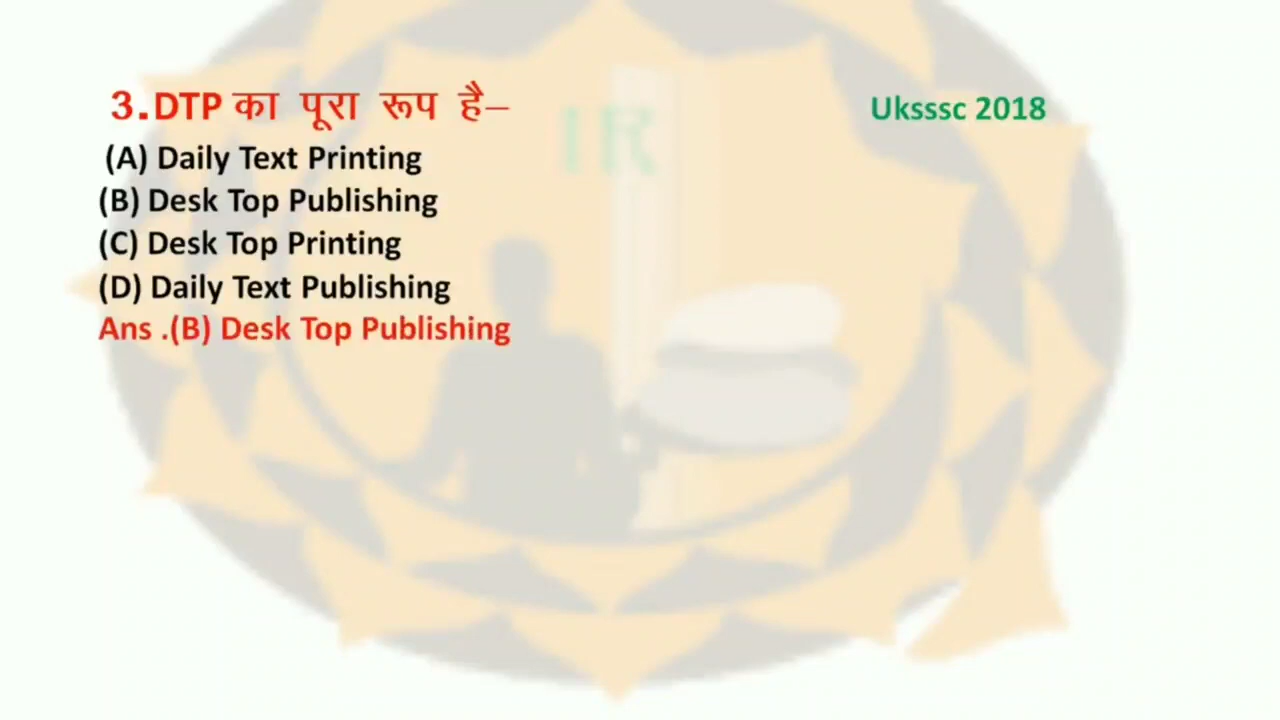 3.DTP का पूरा रूप है–
Uksssc 2018
(A) Daily Text Printing
(B) Desk Top Publishing
(C) Desk Top Printing
(D) Daily Text Publishing
Ans .(B) Desk Top Publishing
IR